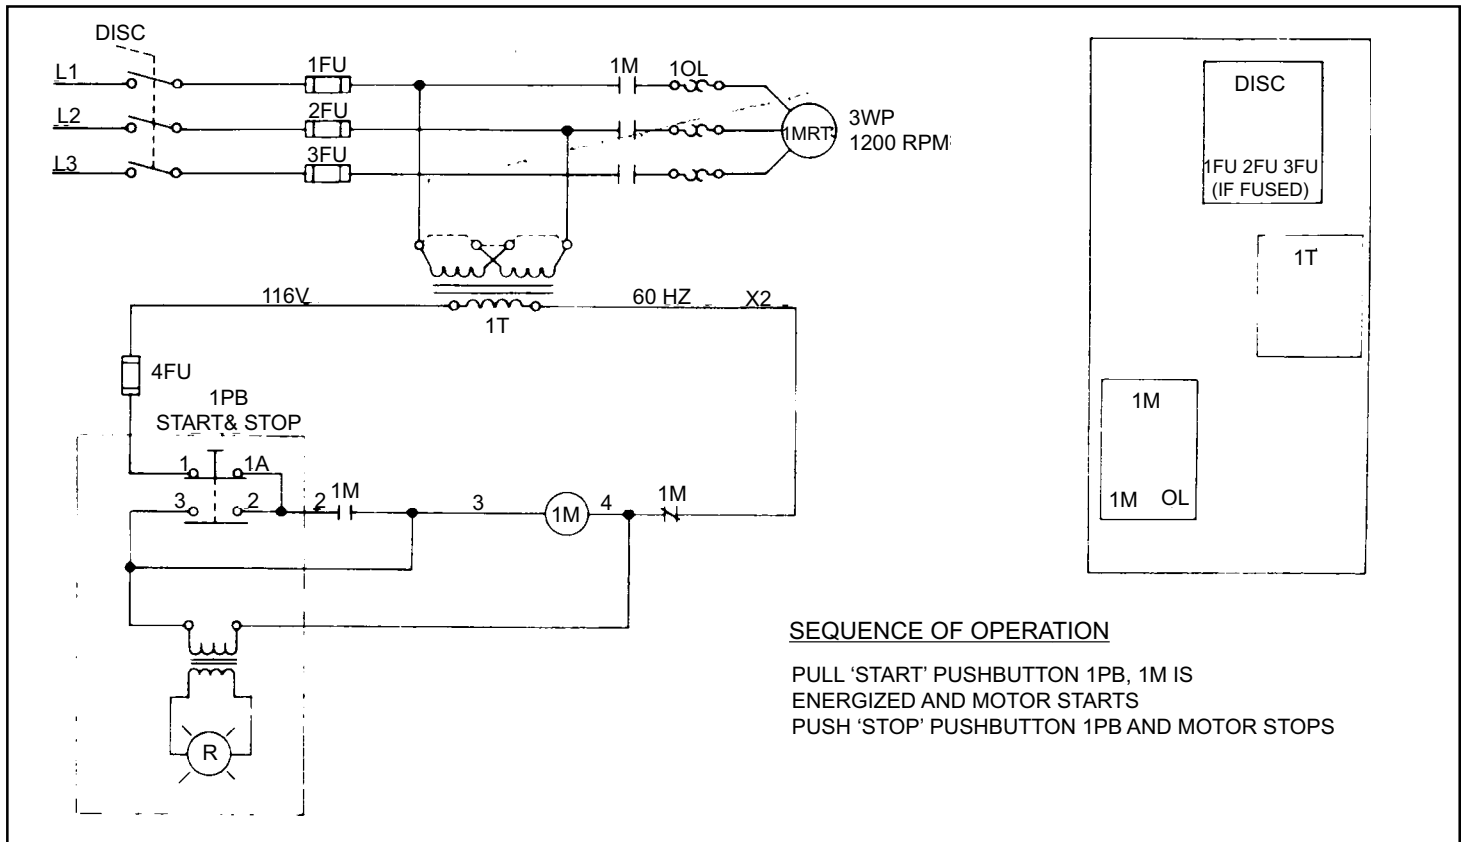 DISC
L1
1FU
1M
1OL
L2
2FU
1MRT
3WP
1200 RPM
L3
3FU
116V
60 HZ
X2
1T
4FU
1PB
START& STOP
1
1A
3
2
2
1M
3
1M
4
1M
R
DISC
1FU 2FU 3FU
(IF FUSED)
1T
1M
1M
OL
SEQUENCE OF OPERATION
PULL ‘START’ PUSHBUTTON 1PB, 1M IS
ENERGIZED AND MOTOR STARTS
PUSH ‘STOP’ PUSHBUTTON 1PB AND MOTOR STOPS